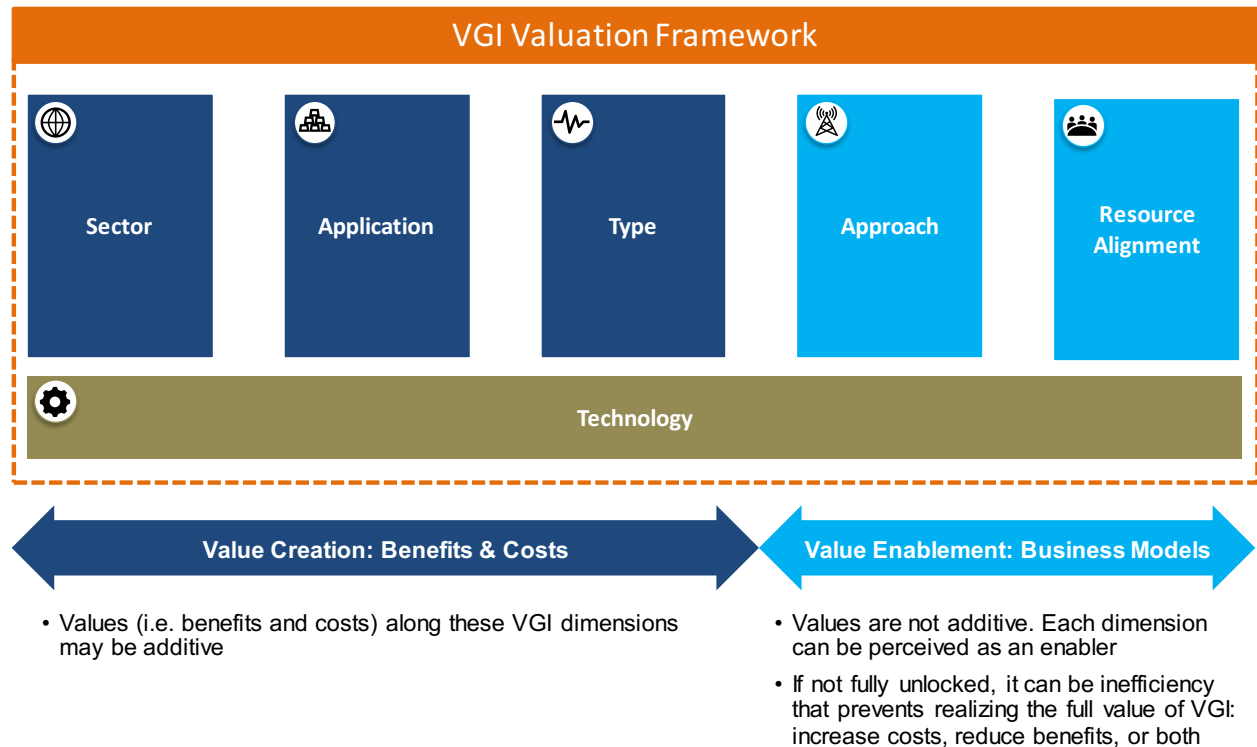 VGI Valuation Framework
Sector
Application
Type
Approach
Resource
Alignment
Technology
Value Creation: Benefits & Costs
Value Enablement: Business Models
• Values (i.e. benefits and costs) along these VGI dimensions
may be additive
• Values are not additive. Each dimension
can be perceived as an enabler
• If not fully unlocked, it can be inefficiency
that prevents realizing the full value of VGI:
increase costs, reduce benefits, or both